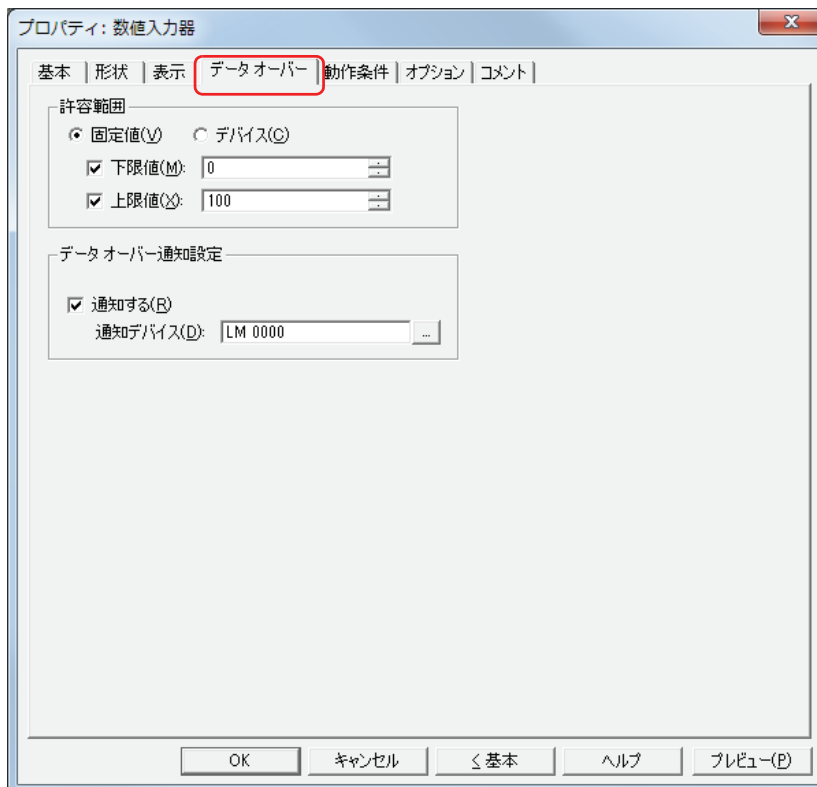 プロパティ: 数値入力器
基本 形状 表示 データ オーバー 動作条件 オプション コメント
許容範囲
固定値(V) デバイス(C)
下限値(M): 0
上限値(X): 100
データ オーバー通知設定
通知する(R)
通知デバイス(D): LM 0000 ...
OK キャンセル < 基本 ヘルプ プレビュー(P)